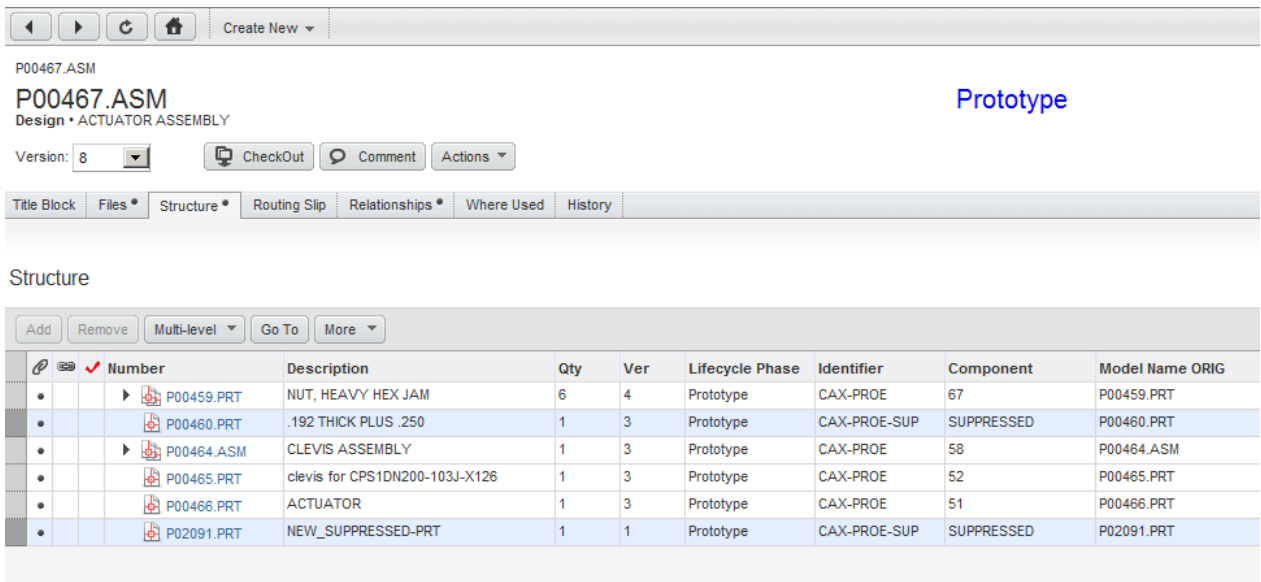 Create New
P00467.ASM
P00467.ASM
Prototype
Design • ACTUATOR ASSEMBLY
Version: 8 CheckOut Comment Actions
Title Block Files Structure Routing Slip Relationships Where Used History
Structure
Add Remove Multi-level Go To More
Number Description Qty Ver Lifecycle Phase Identifier Component Model Name ORIG
P00459.PRT NUT, HEAVY HEX JAM 6 4 Prototype CAX-PROE 67 P00459.PRT
P00460.PRT .192 THICK PLUS .250 1 3 Prototype CAX-PROE-SUP SUPPRESSED P00460.PRT
P00464.ASM CLEVIS ASSEMBLY 1 3 Prototype CAX-PROE 58 P00464.ASM
P00465.PRT clevis for CPS1DN200-103J-X126 1 3 Prototype CAX-PROE 52 P00465.PRT
P00466.PRT ACTUATOR 1 3 Prototype CAX-PROE 51 P00466.PRT
P02091.PRT NEW_SUPPRESSED-PRT 1 1 Prototype CAX-PROE-SUP SUPPRESSED P02091.PRT